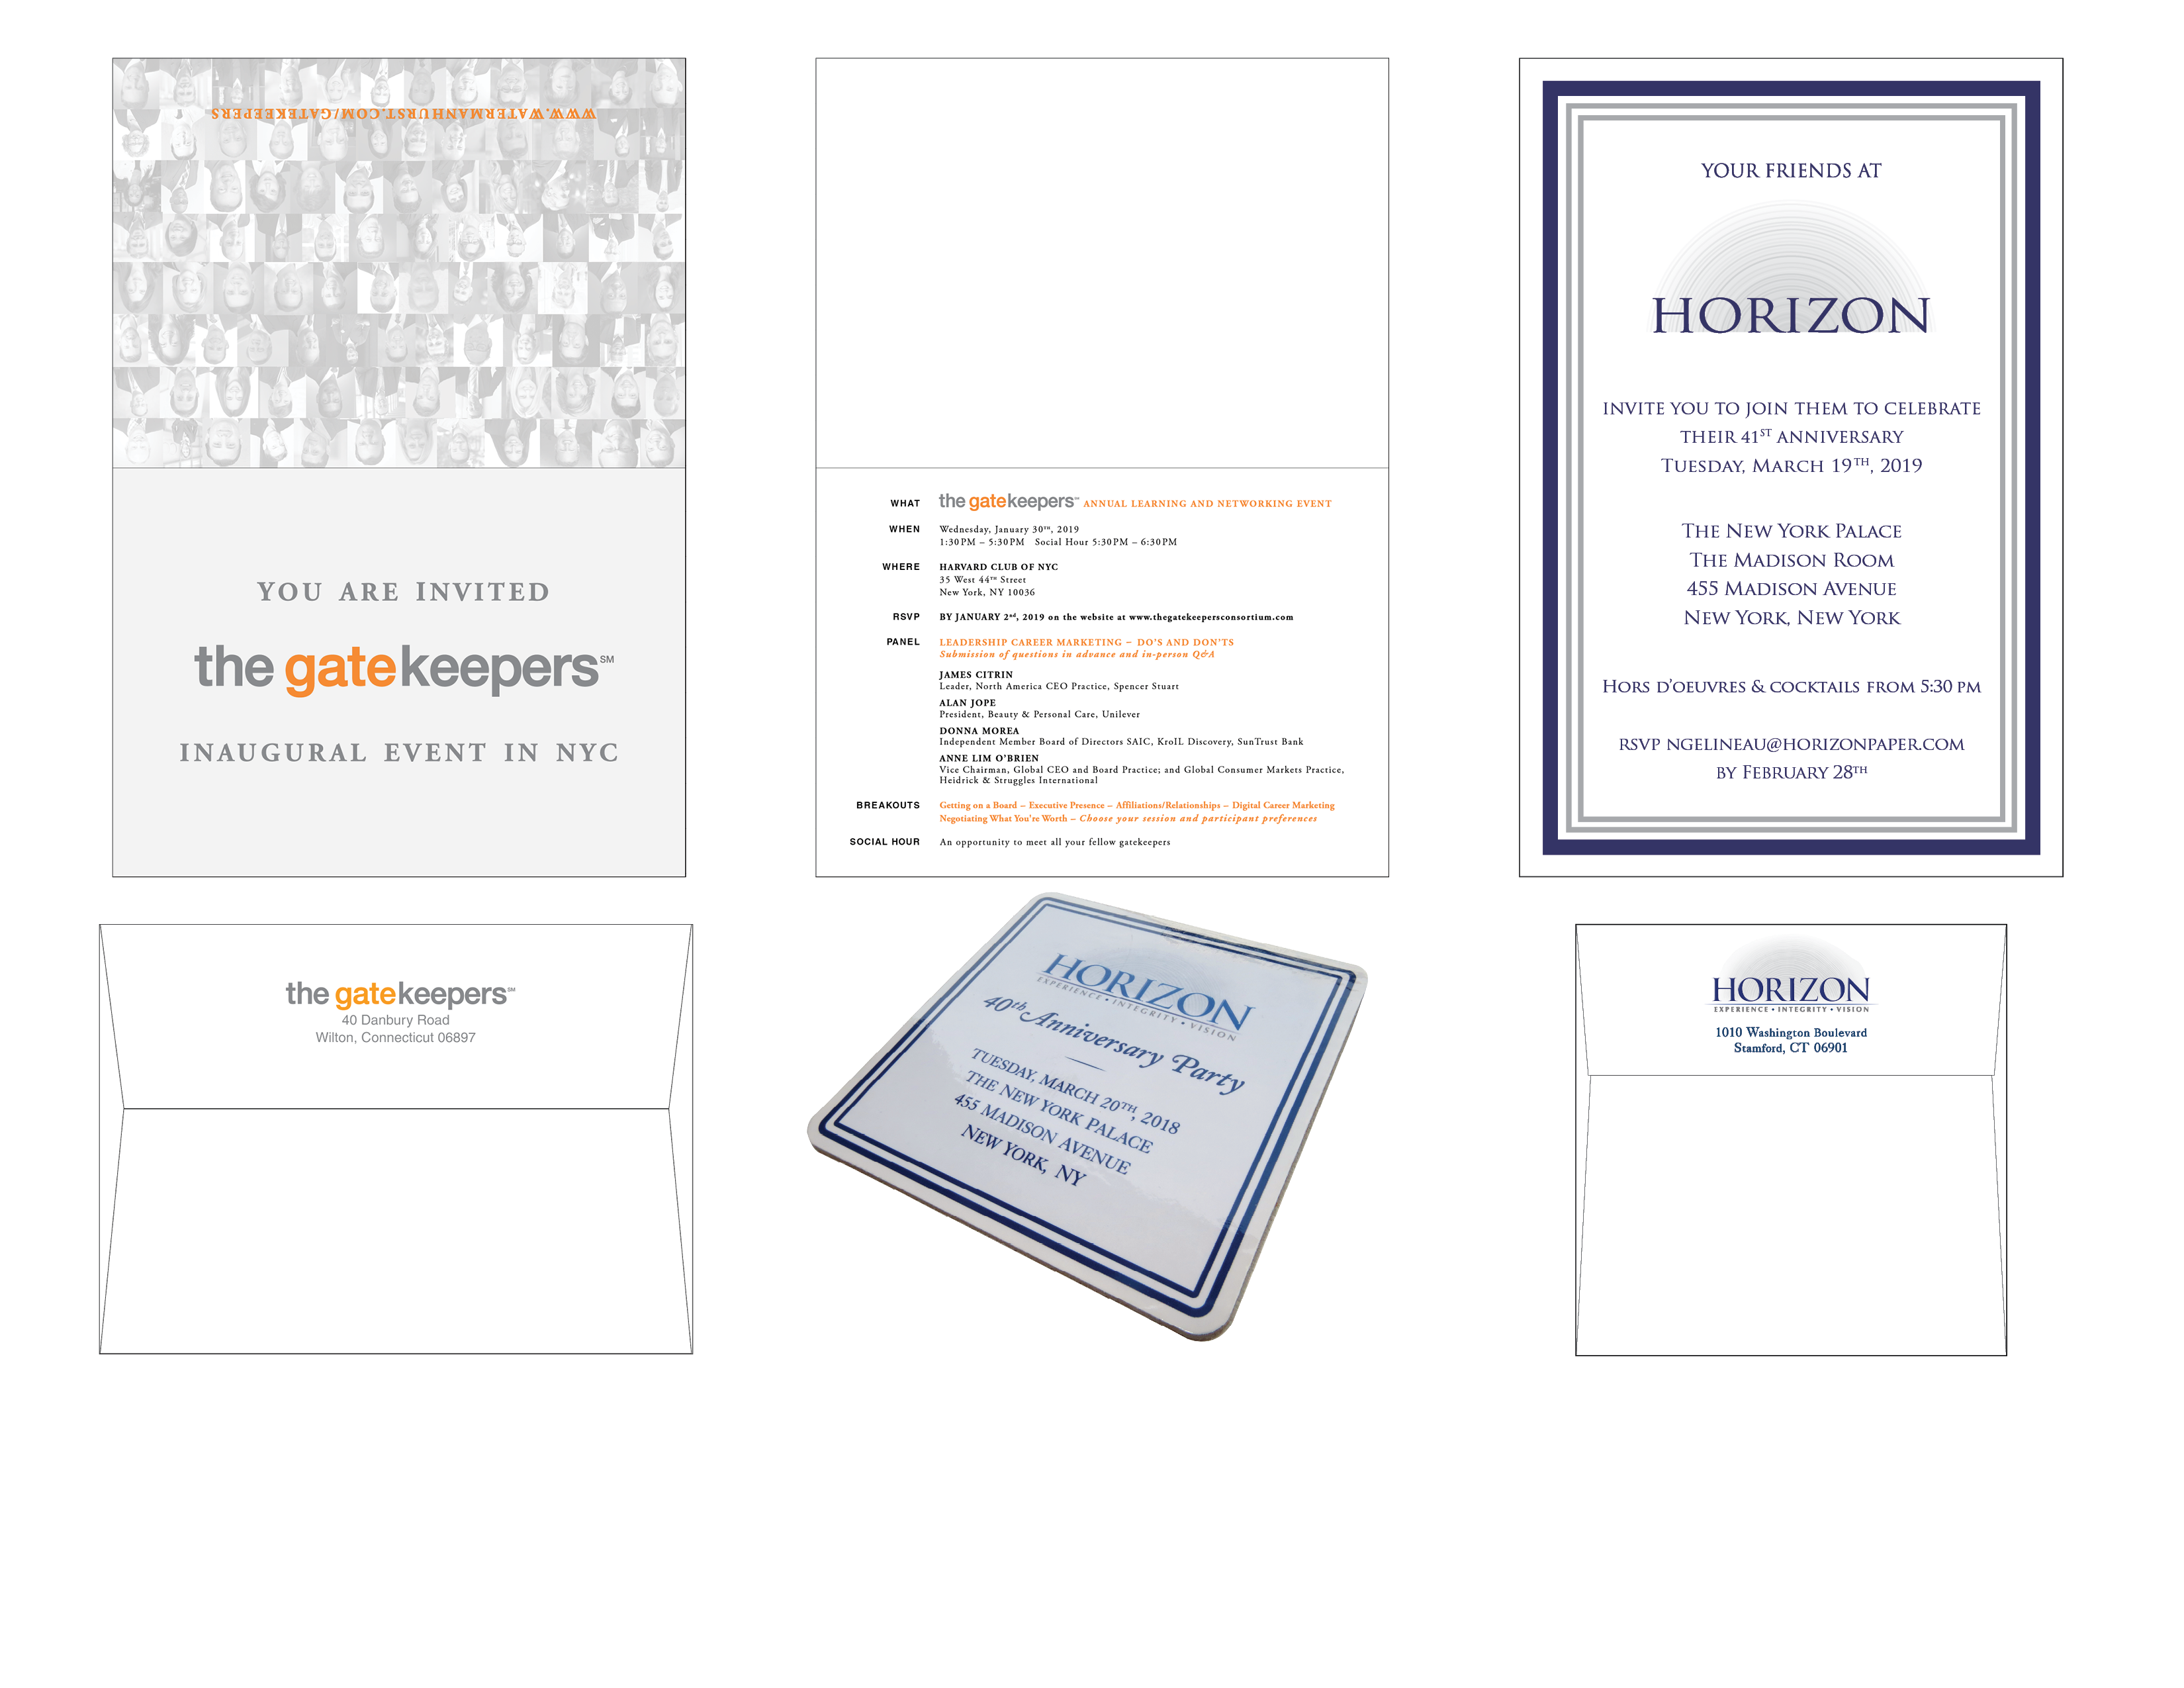 WWW.WATERMANHURST.COM/GATEKEEPERS
YOU ARE INVITED
the gatekeepers℠
INAUGURAL EVENT IN NYC
WHAT the gatekeepers℠ ANNUAL LEARNING AND NETWORKING EVENT
WHEN Wednesday, January 30TH, 2019
1:30PM – 5:30PM Social Hour 5:30PM – 6:30PM
WHERE HARVARD CLUB OF NYC
35 West 44TH Street
New York, NY 10036
RSVP BY JANUARY 2nd, 2019 on the website at www.thegatekeepersconsortium.com
PANEL LEADERSHIP CAREER MARKETING – DO'S AND DON'TS
Submission of questions in advance and in-person Q&A
JAMES CITRIN
Leader, North America CEO Practice, Spencer Stuart
ALAN JOPE
President, Beauty & Personal Care, Unilever
DONNA MOREA
Independent Member Board of Directors SAIC, KroIL Discovery, SunTrust Bank
ANNE LIM O'BRIEN
Vice Chairman, Global CEO and Board Practice; and Global Consumer Markets Practice,
Heidrick & Struggles International
BREAKOUTS Getting on a Board – Executive Presence – Affiliations/Relationships – Digital Career Marketing
Negotiating What You're Worth – Choose your session and participant preferences
SOCIAL HOUR An opportunity to meet all your fellow gatekeepers
YOUR FRIENDS AT
HORIZON
INVITE YOU TO JOIN THEM TO CELEBRATE
THEIR 41ST ANNIVERSARY
TUESDAY, MARCH 19TH, 2019
THE NEW YORK PALACE
THE MADISON ROOM
455 MADISON AVENUE
NEW YORK, NEW YORK
HORS D'OEUVRES & COCKTAILS FROM 5:30 PM
RSVP NGELINEAU@HORIZONPAPER.COM
BY FEBRUARY 28TH
the gatekeepers℠
40 Danbury Road
Wilton, Connecticut 06897
HORIZON
EXPERIENCE • INTEGRITY • VISION
40th Anniversary Party
TUESDAY, MARCH 20TH, 2018
THE NEW YORK PALACE
455 MADISON AVENUE
NEW YORK, NY
HORIZON
EXPERIENCE • INTEGRITY • VISION
1010 Washington Boulevard
Stamford, CT 06901